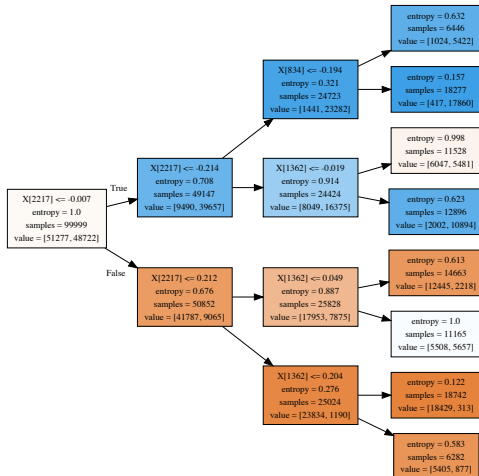 X[2217] <= -0.007
entropy = 1.0
samples = 99999
value = [51277, 48722]
True
False
X[2217] <= -0.214
entropy = 0.708
samples = 49147
value = [9490, 39657]
X[2217] <= 0.212
entropy = 0.676
samples = 50852
value = [41787, 9065]
X[834] <= -0.194
entropy = 0.321
samples = 24723
value = [1441, 23282]
X[1362] <= -0.019
entropy = 0.914
samples = 24424
value = [8049, 16375]
X[1362] <= 0.049
entropy = 0.887
samples = 25828
value = [17953, 7875]
X[1362] <= 0.204
entropy = 0.276
samples = 25024
value = [23834, 1190]
entropy = 0.632
samples = 6446
value = [1024, 5422]
entropy = 0.157
samples = 18277
value = [417, 17860]
entropy = 0.998
samples = 11528
value = [6047, 5481]
entropy = 0.623
samples = 12896
value = [2002, 10894]
entropy = 0.613
samples = 14663
value = [12445, 2218]
entropy = 1.0
samples = 11165
value = [5508, 5657]
entropy = 0.122
samples = 18742
value = [18429, 313]
entropy = 0.583
samples = 6282
value = [5405, 877]